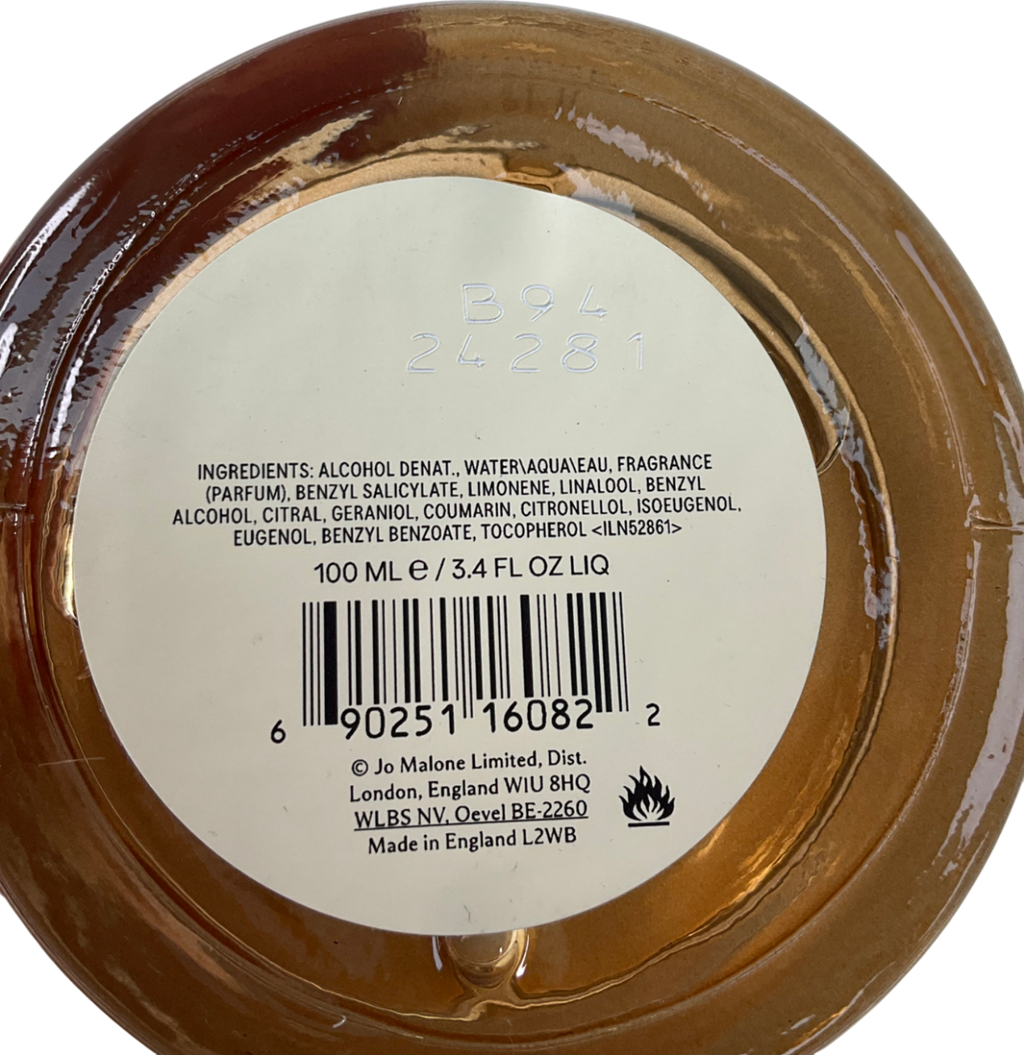 B94
24281
INGREDIENTS: ALCOHOL DENAT., WATER\AQUA\EAU, FRAGRANCE
(PARFUM), BENZYL SALICYLATE, LIMONENE, LINALOOL, BENZYL
ALCOHOL, CITRAL, GERANIOL, COUMARIN, CITRONELLOL, ISOEUGENOL,
EUGENOL, BENZYL BENZOATE, TOCOPHEROL <ILN52861>
100 ML ℮ / 3.4 FL OZ LIQ
6 90251 16082 2
© Jo Malone Limited, Dist.
London, England W1U 8HQ
WLBS NV, Oevel BE-2260
Made in England L2WB